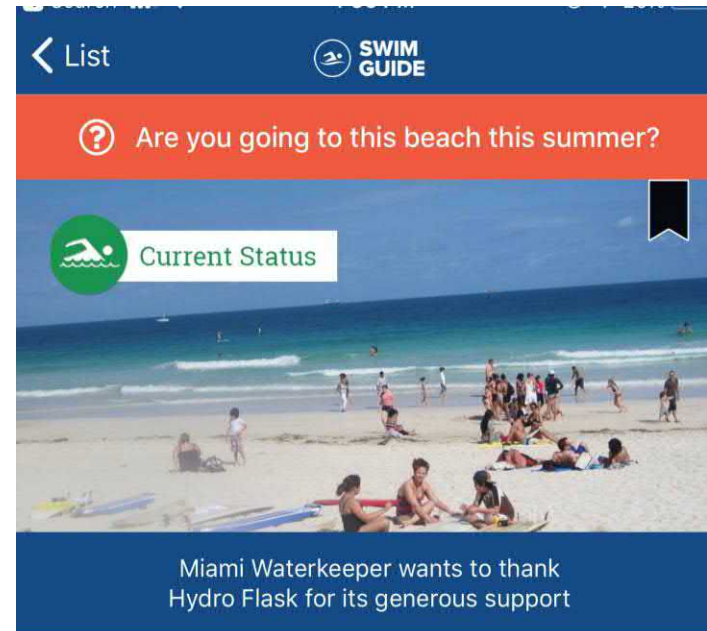 List
SWIM
GUIDE
Are you going to this beach this summer?
Current Status
Miami Waterkeeper wants to thank
Hydro Flask for its generous support